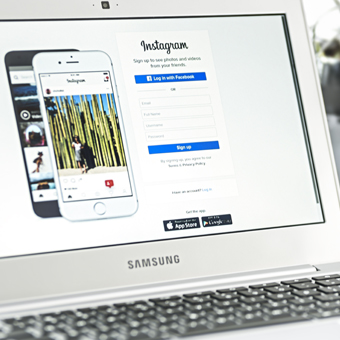 Instagram
Sign up to see photos and videos
from your friends.
Log in with Facebook
OR
Email
Full Name
Username
Password
Sign up
By signing up, you agree to our
Terms & Privacy Policy
Have an account? Log in
Get the app
App Store
Google
Instagram
SAMSUNG